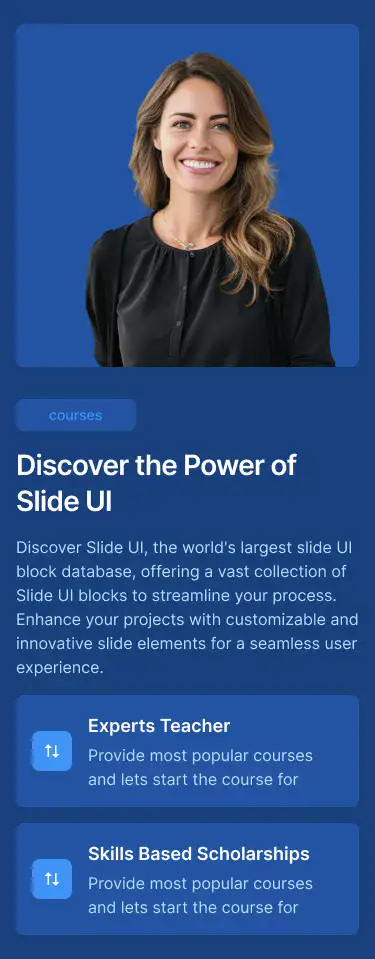 courses
Discover the Power of
Slide UI
Discover Slide UI, the world's largest slide UI
block database, offering a vast collection of
Slide UI blocks to streamline your process.
Enhance your projects with customizable and
innovative slide elements for a seamless user
experience.
Experts Teacher
Provide most popular courses
and lets start the course for
Skills Based Scholarships
Provide most popular courses
and lets start the course for